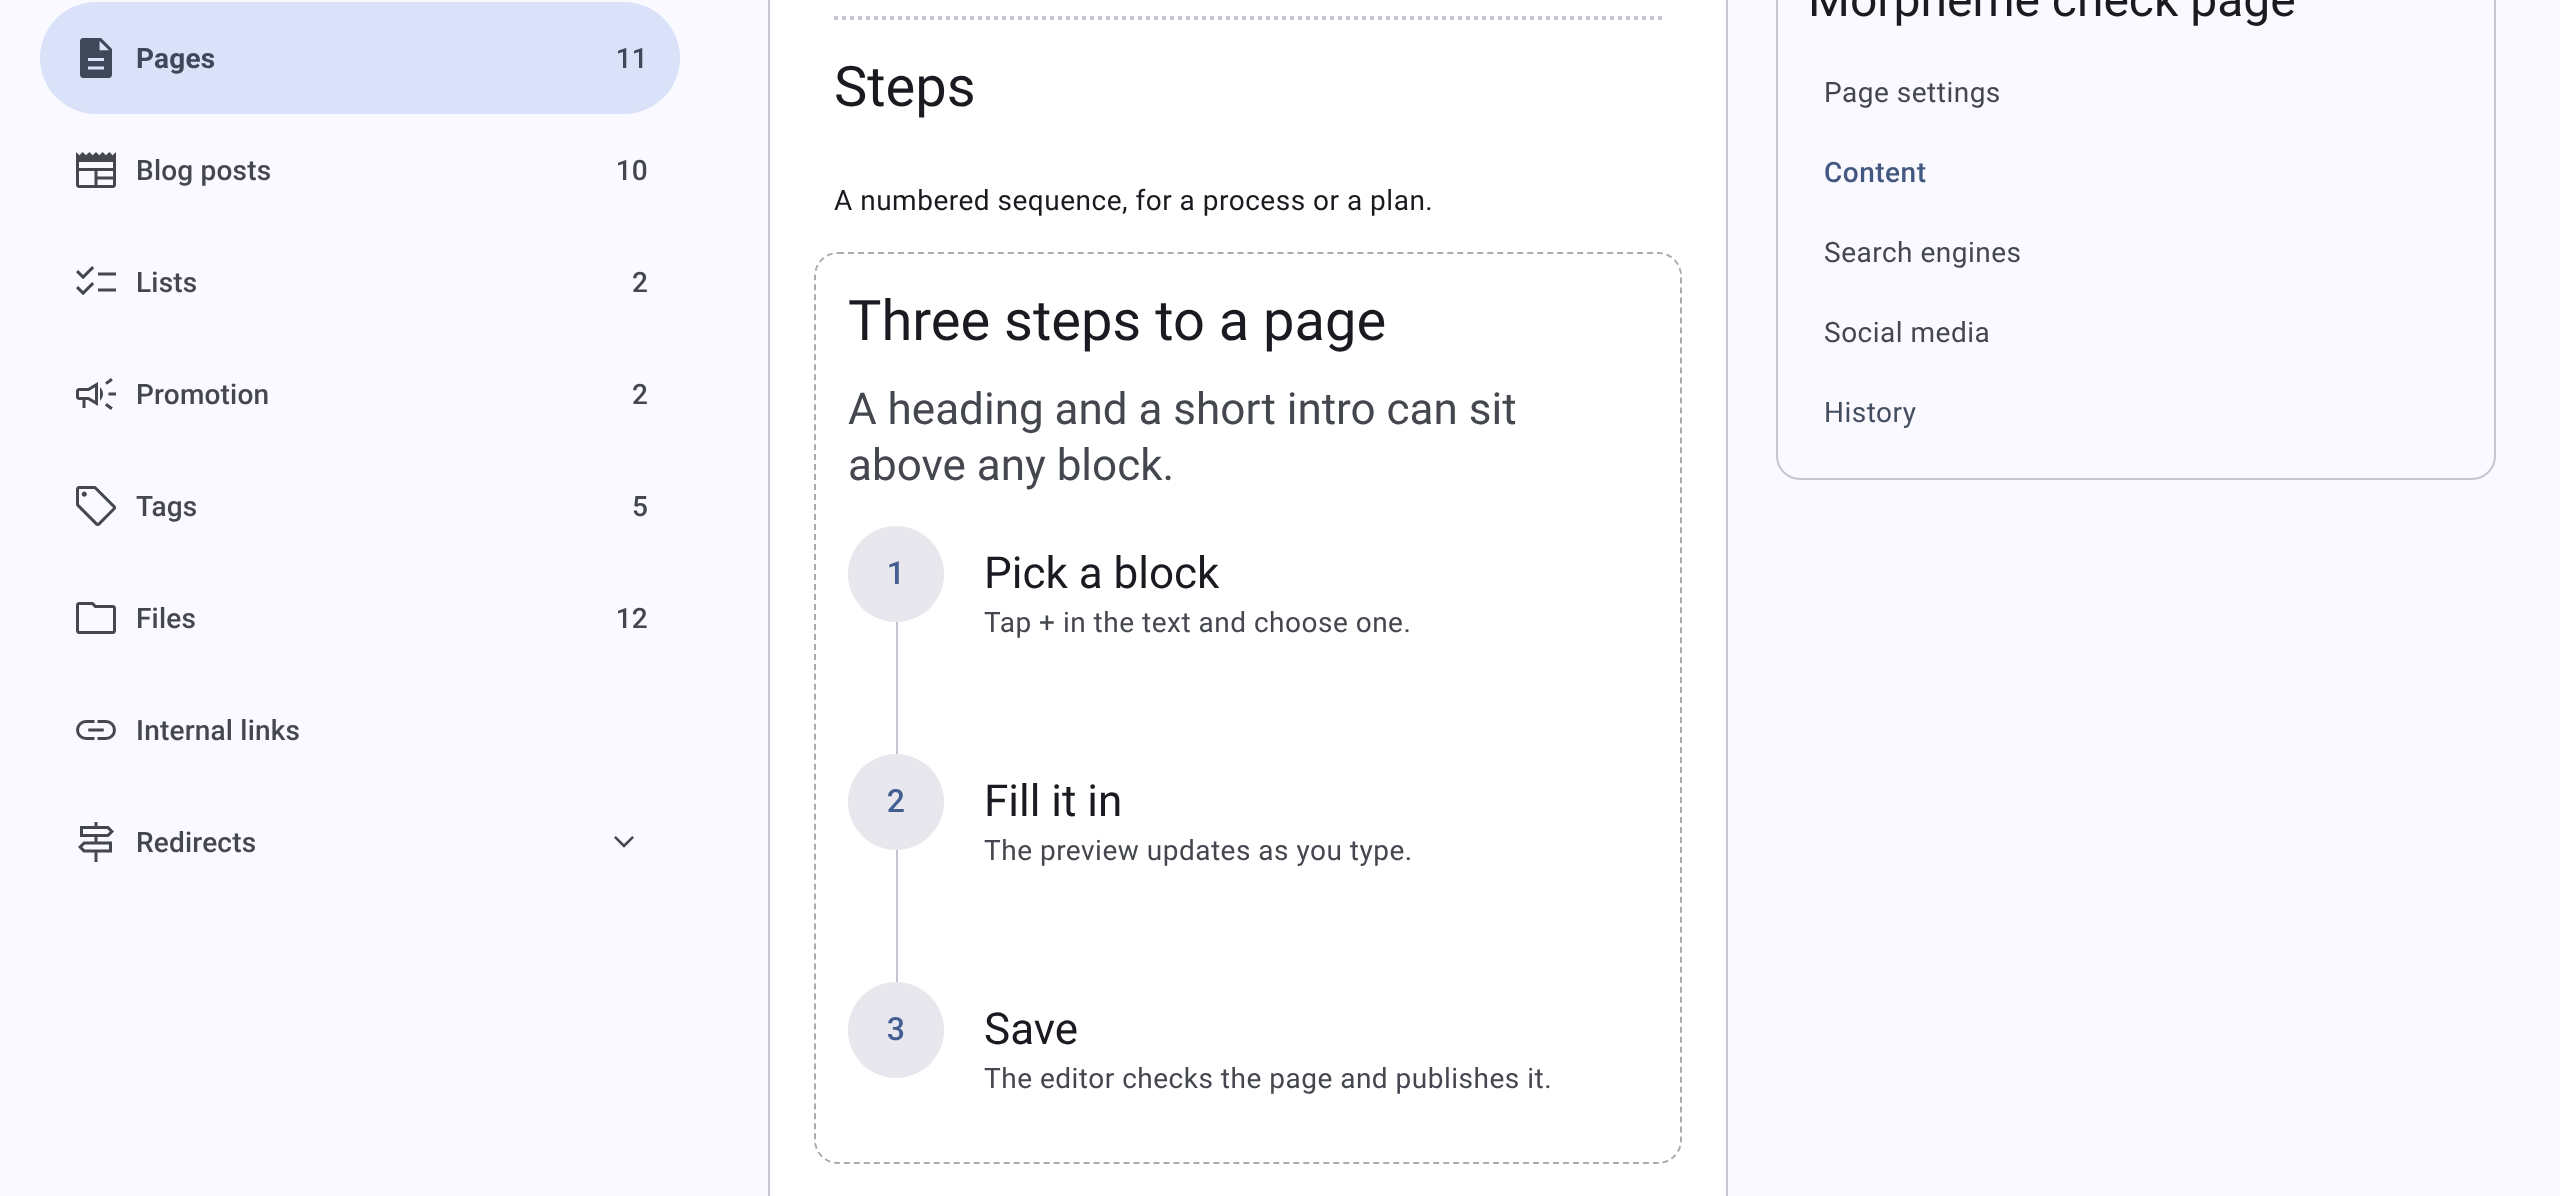 Pages 11
Blog posts 10
Lists 2
Promotion 2
Tags 5
Files 12
Internal links
Redirects
Steps
A numbered sequence, for a process or a plan.
Three steps to a page
A heading and a short intro can sit
above any block.
1 Pick a block
Tap + in the text and choose one.
2 Fill it in
The preview updates as you type.
3 Save
The editor checks the page and publishes it.
Morpheme check page
Page settings
Content
Search engines
Social media
History